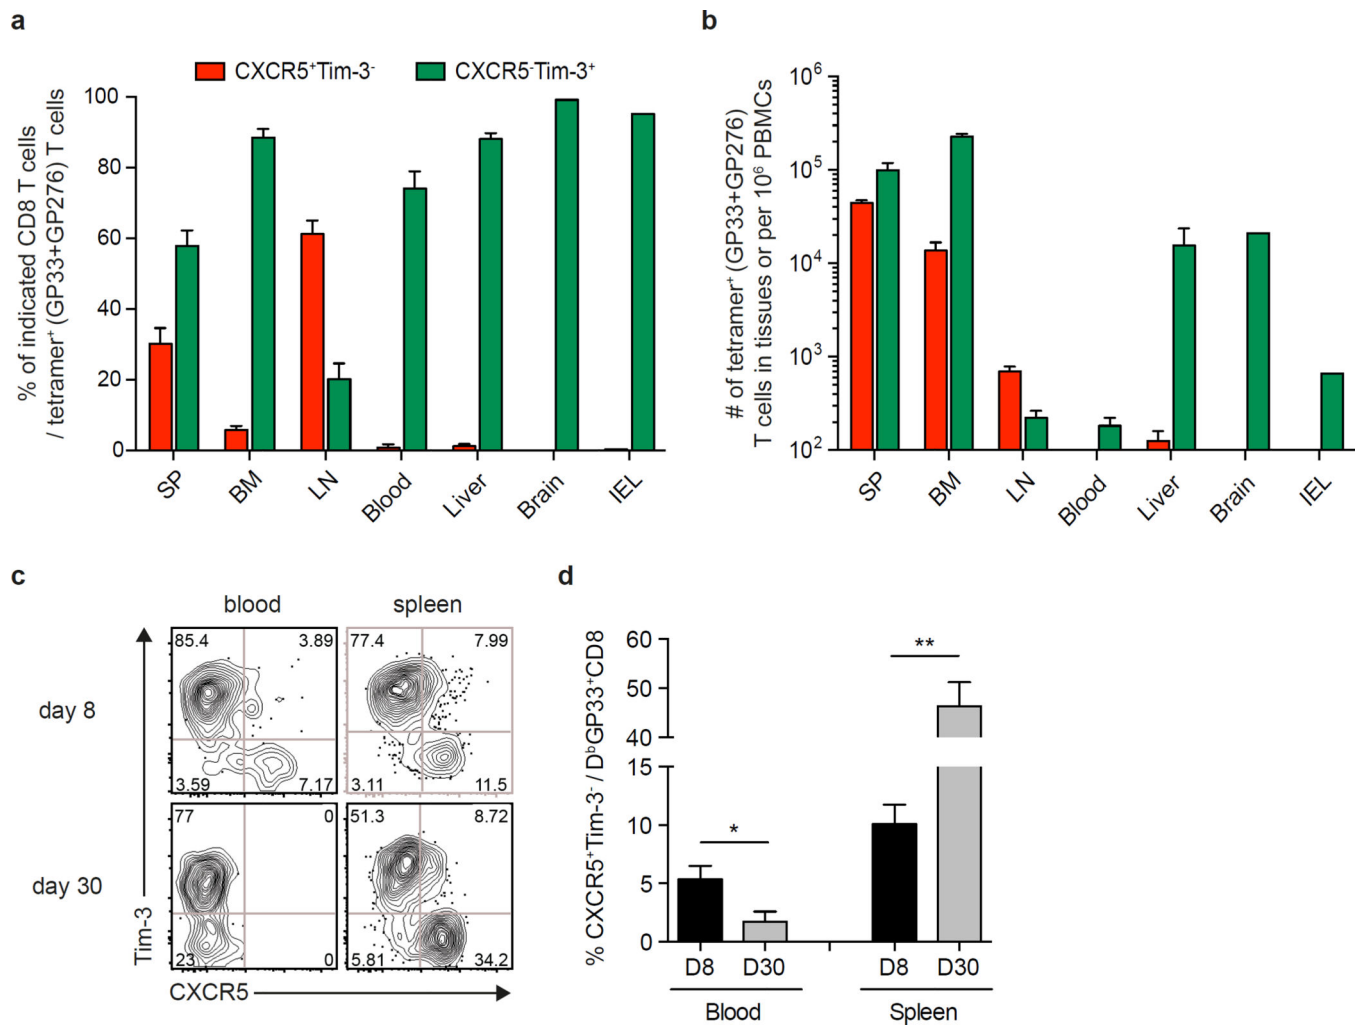 a
CXCR5⁺Tim-3⁻ CXCR5⁻Tim-3⁺
% of indicated CD8 T cells
/ tetramer⁺ (GP33+GP276) T cells
100
80
60
40
20
0
SP BM LN Blood Liver Brain IEL
b
# of tetramer⁺ (GP33+GP276)
T cells in tissues or per 10⁶ PBMCs
10⁶
10⁵
10⁴
10³
10²
SP BM LN Blood Liver Brain IEL
c
blood spleen
day 8
85.4 3.89 77.4 7.99
3.59 7.17 3.11 11.5
day 30
77 0 51.3 8.72
23 0 5.81 34.2
Tim-3
CXCR5
d
% CXCR5⁺Tim-3⁻ / DᵇGP33⁺CD8
60
50
40
15
10
5
0
* **
D8 D30 D8 D30
Blood Spleen